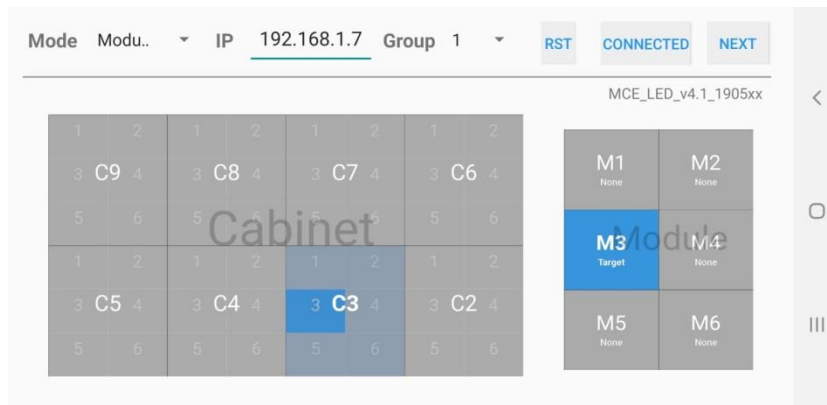 Mode Modu.. IP 192.168.1.7 Group 1 RST CONNECTED NEXT
MCE_LED_v4.1_1905xx
1 2 1 2 1 2 1 2
3 C9 4 3 C8 4 3 C7 4 3 C6 4
5 6 5 6 5 6 5 6
Cabinet
1 2 1 2 1 2 1 2
3 C5 4 3 C4 4 3 C3 4 3 C2 4
5 6 5 6 5 6 5 6
M1 M2
None None
Module
M3 M4
Target None
M5 M6
None None